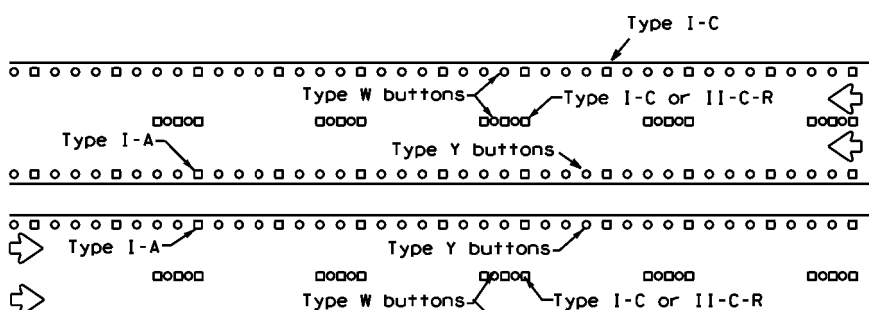 Type I-C
Type W buttons
Type I-C or II-C-R
Type I-A
Type Y buttons
Type I-A
Type Y buttons
Type W buttons
Type I-C or II-C-R